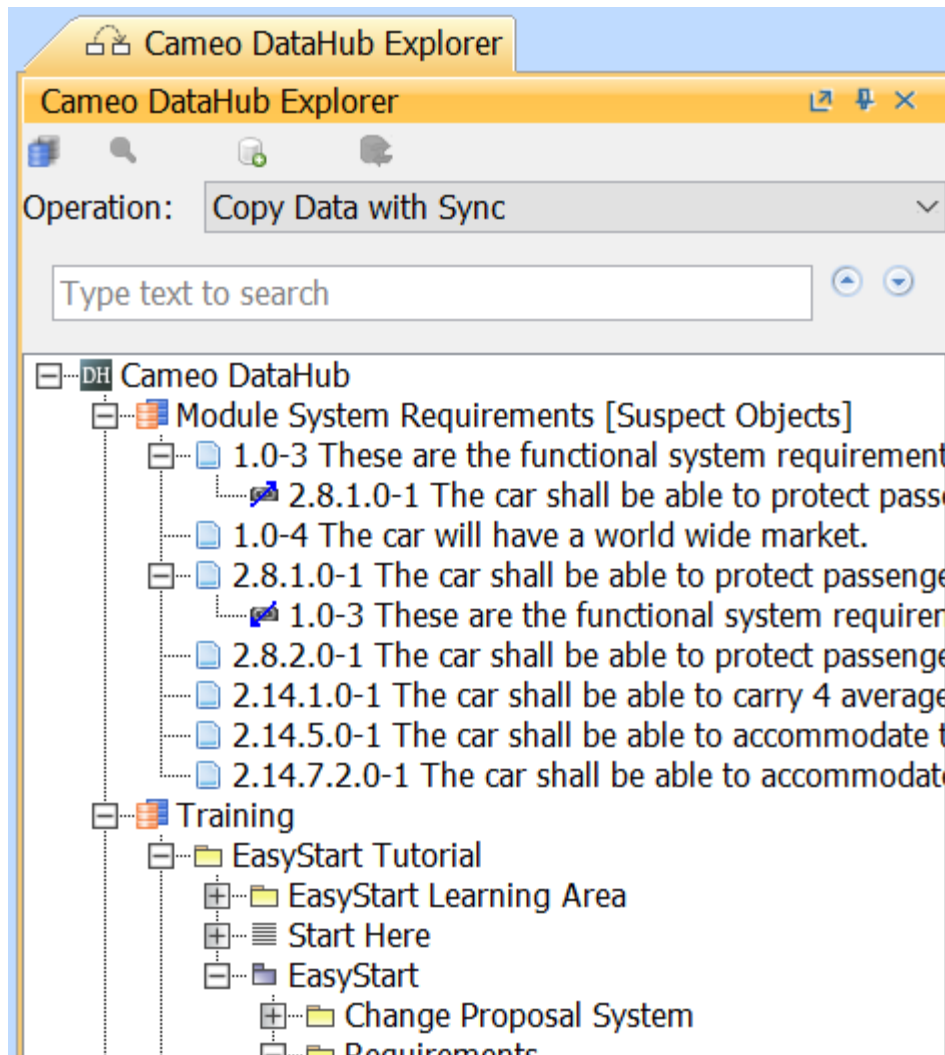 Cameo DataHub Explorer
Cameo DataHub Explorer
Operation: Copy Data with Sync
Type text to search
DH Cameo DataHub
Module System Requirements [Suspect Objects]
1.0-3 These are the functional system requirement
2.8.1.0-1 The car shall be able to protect pass
1.0-4 The car will have a world wide market.
2.8.1.0-1 The car shall be able to protect passenge
1.0-3 These are the functional system require
2.8.2.0-1 The car shall be able to protect passenge
2.14.1.0-1 The car shall be able to carry 4 average
2.14.5.0-1 The car shall be able to accommodate t
2.14.7.2.0-1 The car shall be able to accommodat
Training
EasyStart Tutorial
EasyStart Learning Area
Start Here
EasyStart
Change Proposal System
Requirements